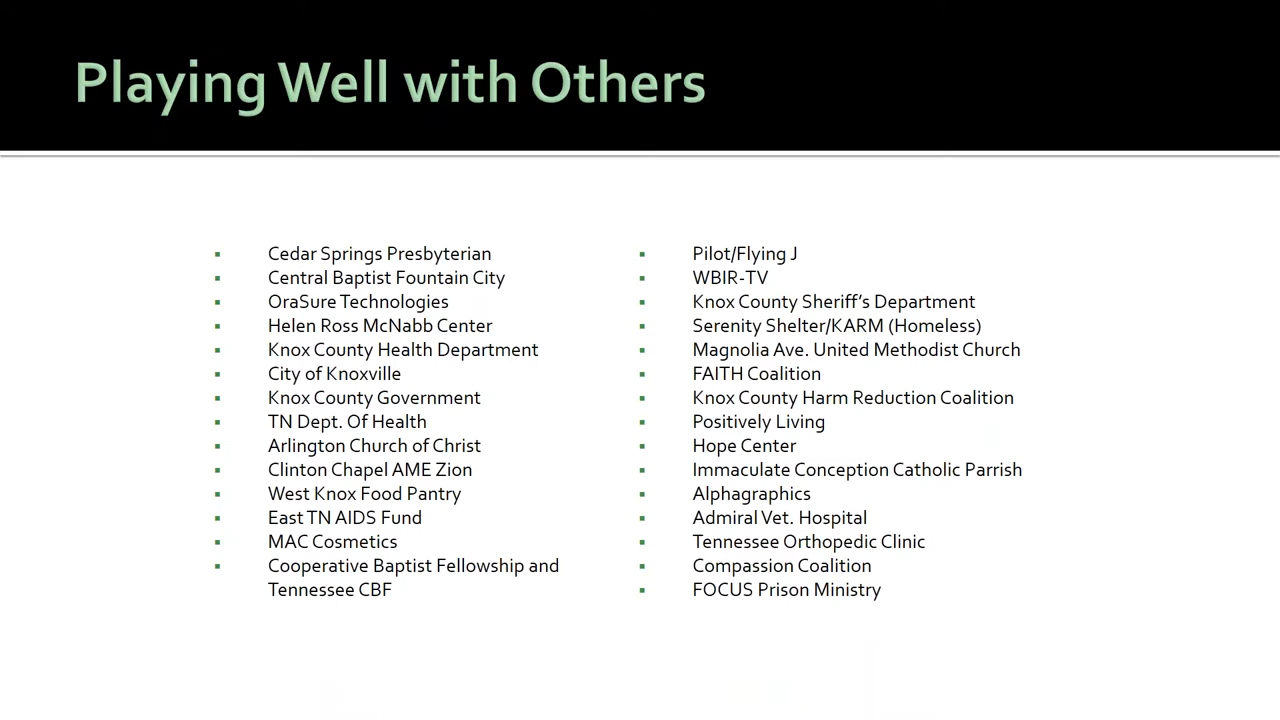 Playing Well with Others
Cedar Springs Presbyterian
Central Baptist Fountain City
OraSure Technologies
Helen Ross McNabb Center
Knox County Health Department
City of Knoxville
Knox County Government
TN Dept. Of Health
Arlington Church of Christ
Clinton Chapel AME Zion
West Knox Food Pantry
East TN AIDS Fund
MAC Cosmetics
Cooperative Baptist Fellowship and
Tennessee CBF
Pilot/Flying J
WBIR-TV
Knox County Sheriff’s Department
Serenity Shelter/KARM (Homeless)
Magnolia Ave. United Methodist Church
FAITH Coalition
Knox County Harm Reduction Coalition
Positively Living
Hope Center
Immaculate Conception Catholic Parrish
Alphagraphics
Admiral Vet. Hospital
Tennessee Orthopedic Clinic
Compassion Coalition
FOCUS Prison Ministry